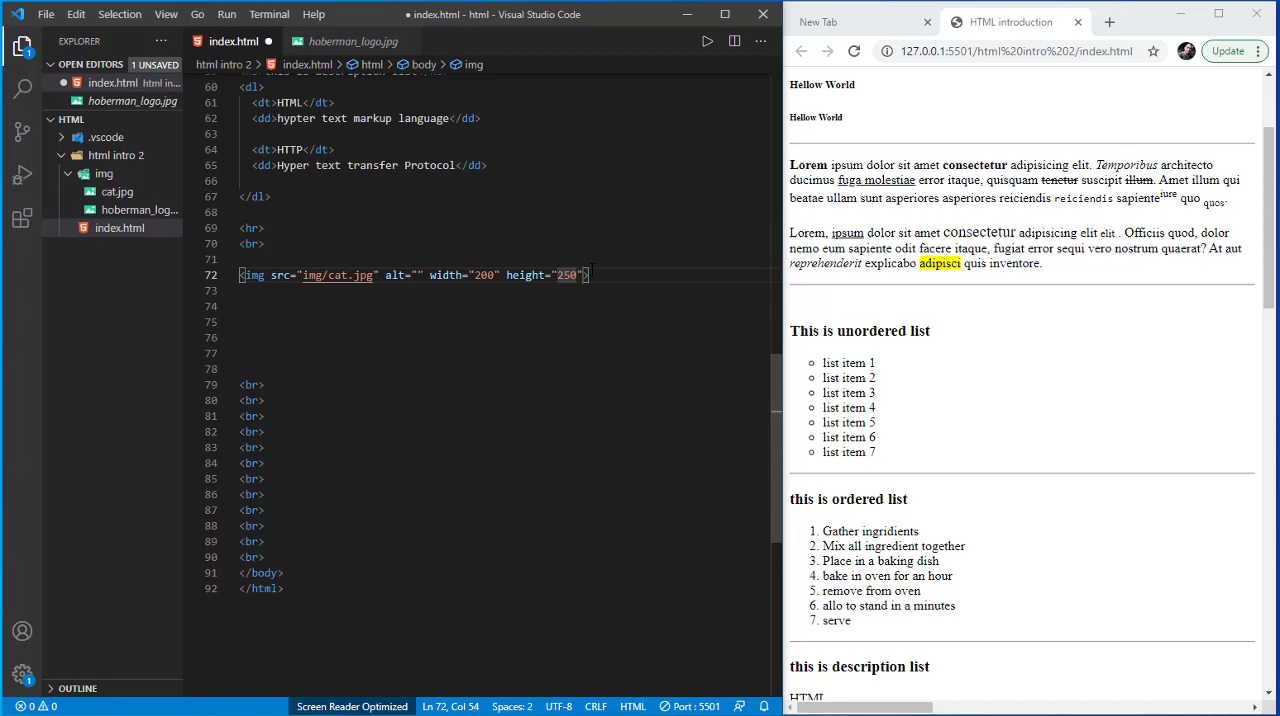 File Edit Selection View Go Run Terminal Help
● index.html - html - Visual Studio Code
EXPLORER
index.html
hoberman_logo.jpg
OPEN EDITORS 1 UNSAVED
html intro 2 > index.html > html > body > img
index.html html in...
hoberman_logo.jpg
HTML
.vscode
html intro 2
img
cat.jpg
hoberman_log...
index.html
OUTLINE
60 <dl>
61 <dt>HTML</dt>
62 <dd>hypter text markup language</dd>
63
64 <dt>HTTP</dt>
65 <dd>Hyper text transfer Protocol</dd>
66
67 </dl>
68
69 <hr>
70 <br>
71
72 <img src="img/cat.jpg" alt="" width="200" height="250">
73
74
75
76
77
78
79 <br>
80 <br>
81 <br>
82 <br>
83 <br>
84 <br>
85 <br>
86 <br>
87 <br>
88 <br>
89 <br>
90 <br>
91 </body>
92 </html>
0 0 Screen Reader Optimized Ln 72, Col 54 Spaces: 2 UTF-8 CRLF HTML Port : 5501
New Tab
HTML introduction
127.0.0.1:5501/html%20intro%202/index.html
Update
Hellow World
Hellow World
Lorem ipsum dolor sit amet consectetur adipisicing elit. Temporibus architecto
ducimus fuga molestiae error itaque, quisquam tenetur suscipit illum. Amet illum qui
beatae ullam sunt asperiores asperiores reiciendis reiciendis sapiente iure quo quos.
Lorem, ipsum dolor sit amet consectetur adipisicing elit elit . Officiis quod, dolor
nemo eum sapiente odit facere itaque, fugiat error sequi vero nostrum quaerat? At aut
reprehenderit explicabo adipisci quis inventore.
This is unordered list
list item 1
list item 2
list item 3
list item 4
list item 5
list item 6
list item 7
this is ordered list
1. Gather ingridients
2. Mix all ingredient together
3. Place in a baking dish
4. bake in oven for an hour
5. remove from oven
6. allo to stand in a minutes
7. serve
this is description list
HTML